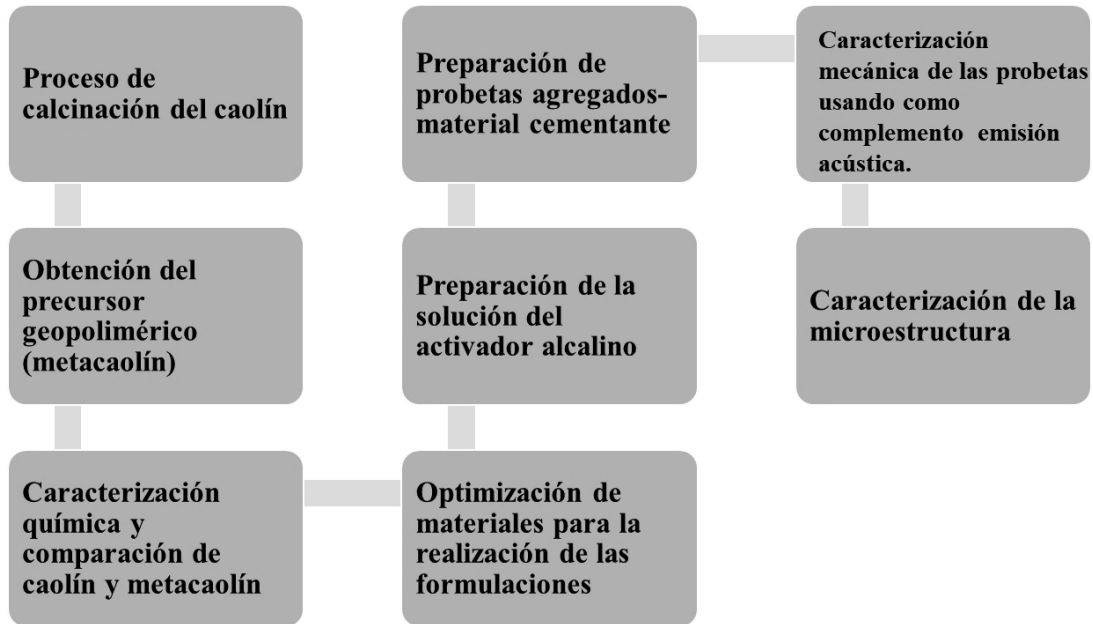 Proceso de
calcinación del caolín
Obtención del
precursor
geopolimérico
(metacaolín)
Caracterización
química y
comparación de
caolín y metacaolín
Optimización de
materiales para la
realización de las
formulaciones
Preparación de la
solución del
activador alcalino
Preparación de
probetas agregados-
material cementante
Caracterización
mecánica de las probetas
usando como
complemento emisión
acústica.
Caracterización de la
microestructura